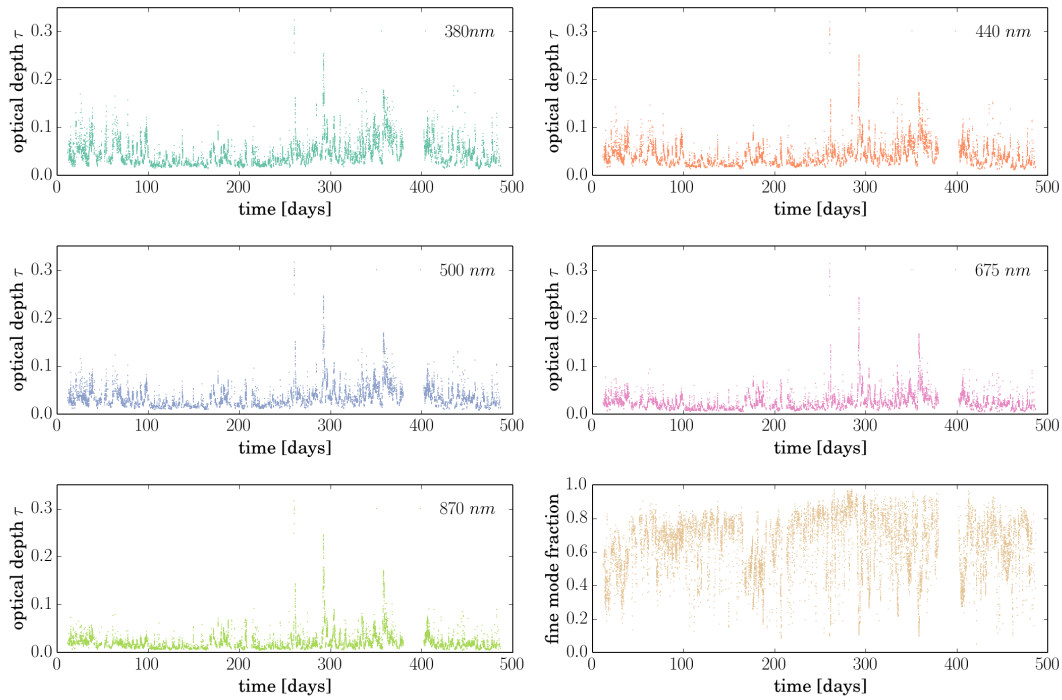 optical depth τ
0.3
0.2
0.1
0.0
380nm
0 100 200 300 400 500
time [days]
optical depth τ
0.3
0.2
0.1
0.0
440 nm
0 100 200 300 400 500
time [days]
optical depth τ
0.3
0.2
0.1
0.0
500 nm
0 100 200 300 400 500
time [days]
optical depth τ
0.3
0.2
0.1
0.0
675 nm
0 100 200 300 400 500
time [days]
optical depth τ
0.3
0.2
0.1
0.0
870 nm
0 100 200 300 400 500
time [days]
fine mode fraction
1.0
0.8
0.6
0.4
0.2
0.0
0 100 200 300 400 500
time [days]